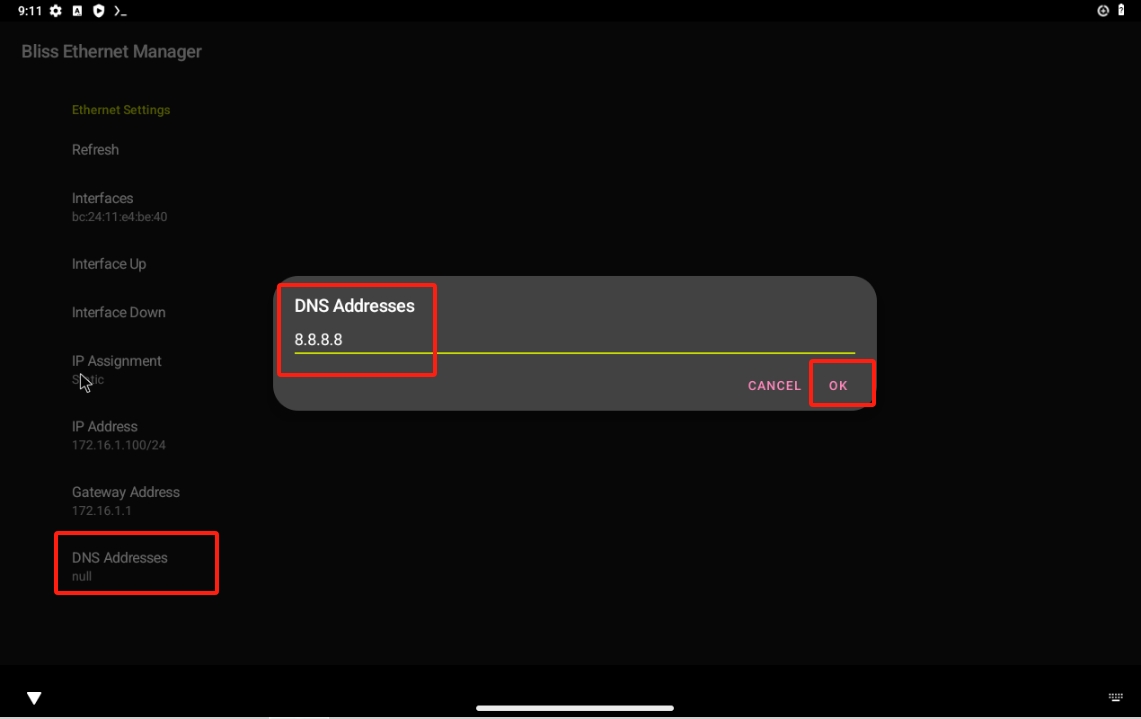 9:11
Bliss Ethernet Manager
Ethernet Settings
Refresh
Interfaces
bc:24:11:e4:be:40
Interface Up
Interface Down
IP Assignment
Static
IP Address
172.16.1.100/24
Gateway Address
172.16.1.1
DNS Addresses
null
DNS Addresses
8.8.8.8
CANCEL
OK